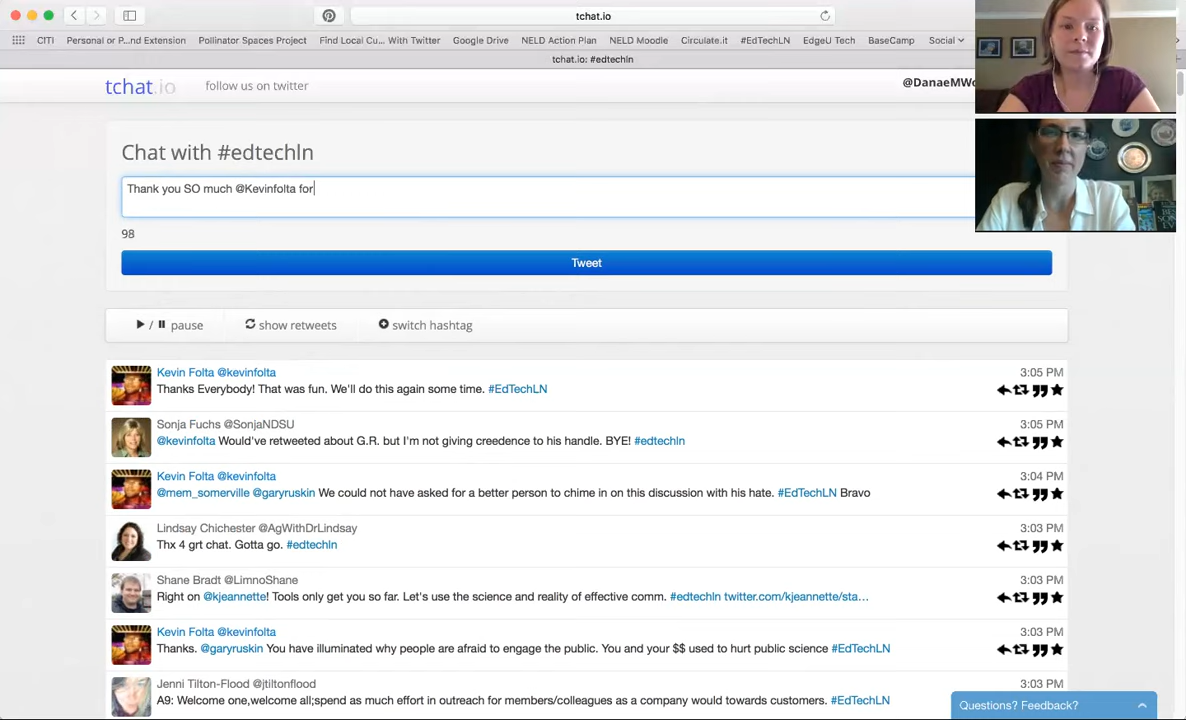 tchat.io
CITI Personal or P...nd Extension Pollinator Spaces Project Find Local Cu... With Twitter Google Drive NELD Action Plan NELD Moodle Circulate.it #EdTechLN EdgeU Tech BaseCamp Social
tchat.io: #edtechln
tchat.io follow us on twitter @DanaeMWo
Chat with #edtechln
Thank you SO much @Kevinfolta for
98
Tweet
/ pause show retweets switch hashtag
Kevin Folta @kevinfolta 3:05 PM
Thanks Everybody! That was fun. We'll do this again some time. #EdTechLN
Sonja Fuchs @SonjaNDSU 3:05 PM
@kevinfolta Would've retweeted about G.R. but I'm not giving creedence to his handle. BYE! #edtechln
Kevin Folta @kevinfolta 3:04 PM
@mem_somerville @garyruskin We could not have asked for a better person to chime in on this discussion with his hate. #EdTechLN Bravo
Lindsay Chichester @AgWithDrLindsay 3:03 PM
Thx 4 grt chat. Gotta go. #edtechln
Shane Bradt @LimnoShane 3:03 PM
Right on @kjeannette! Tools only get you so far. Let's use the science and reality of effective comm. #edtechln twitter.com/kjeannette/sta…
Kevin Folta @kevinfolta 3:03 PM
Thanks. @garyruskin You have illuminated why people are afraid to engage the public. You and your $$ used to hurt public science #EdTechLN
Jenni Tilton-Flood @jtiltonflood 3:03 PM
A9: Welcome one,welcome all;spend as much effort in outreach for members/colleagues as a company would towards customers. #EdTechLN
Questions? Feedback?